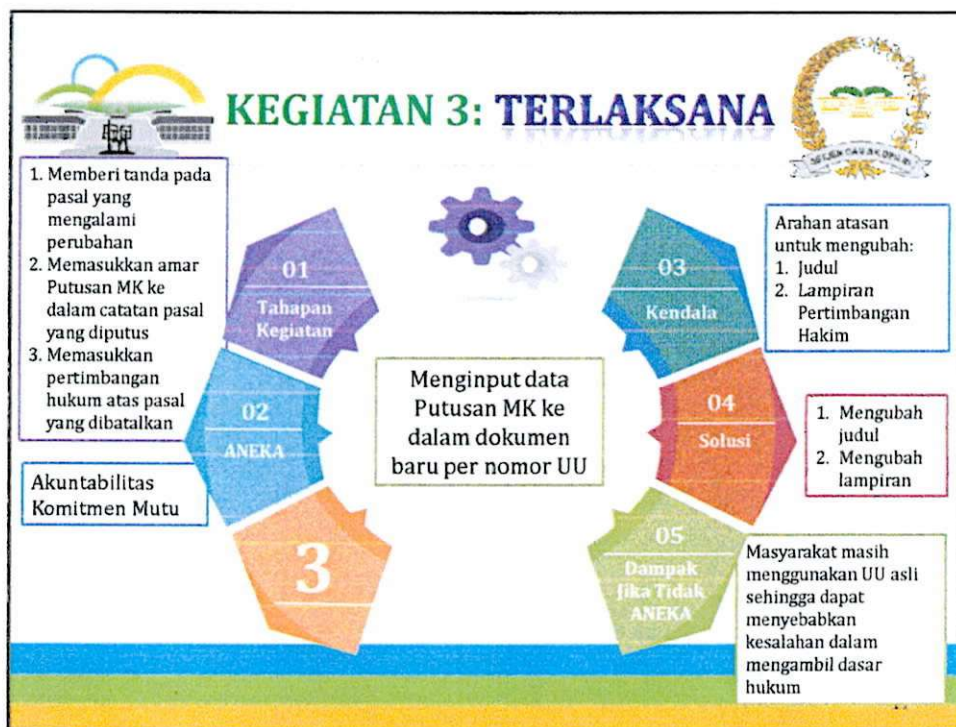 KEGIATAN 3: TERLAKSANA
1. Memberi tanda pada
pasal yang
mengalami
perubahan
2. Memasukkan amar
Putusan MK ke
dalam catatan pasal
yang diputus
3. Memasukkan
pertimbangan
hukum atas pasal
yang dibatalkan
01
Tahapan
Kegiatan
02
ANEKA
Akuntabilitas
Komitmen Mutu
3
Menginput data
Putusan MK ke
dalam dokumen
baru per nomor UU
03
Kendala
Arahan atasan
untuk mengubah:
1. Judul
2. Lampiran
Pertimbangan
Hakim
04
Solusi
1. Mengubah
judul
2. Mengubah
lampiran
05
Dampak
Jika Tidak
ANEKA
Masyarakat masih
menggunakan UU asli
sehingga dapat
menyebabkan
kesalahan dalam
mengambil dasar
hukum